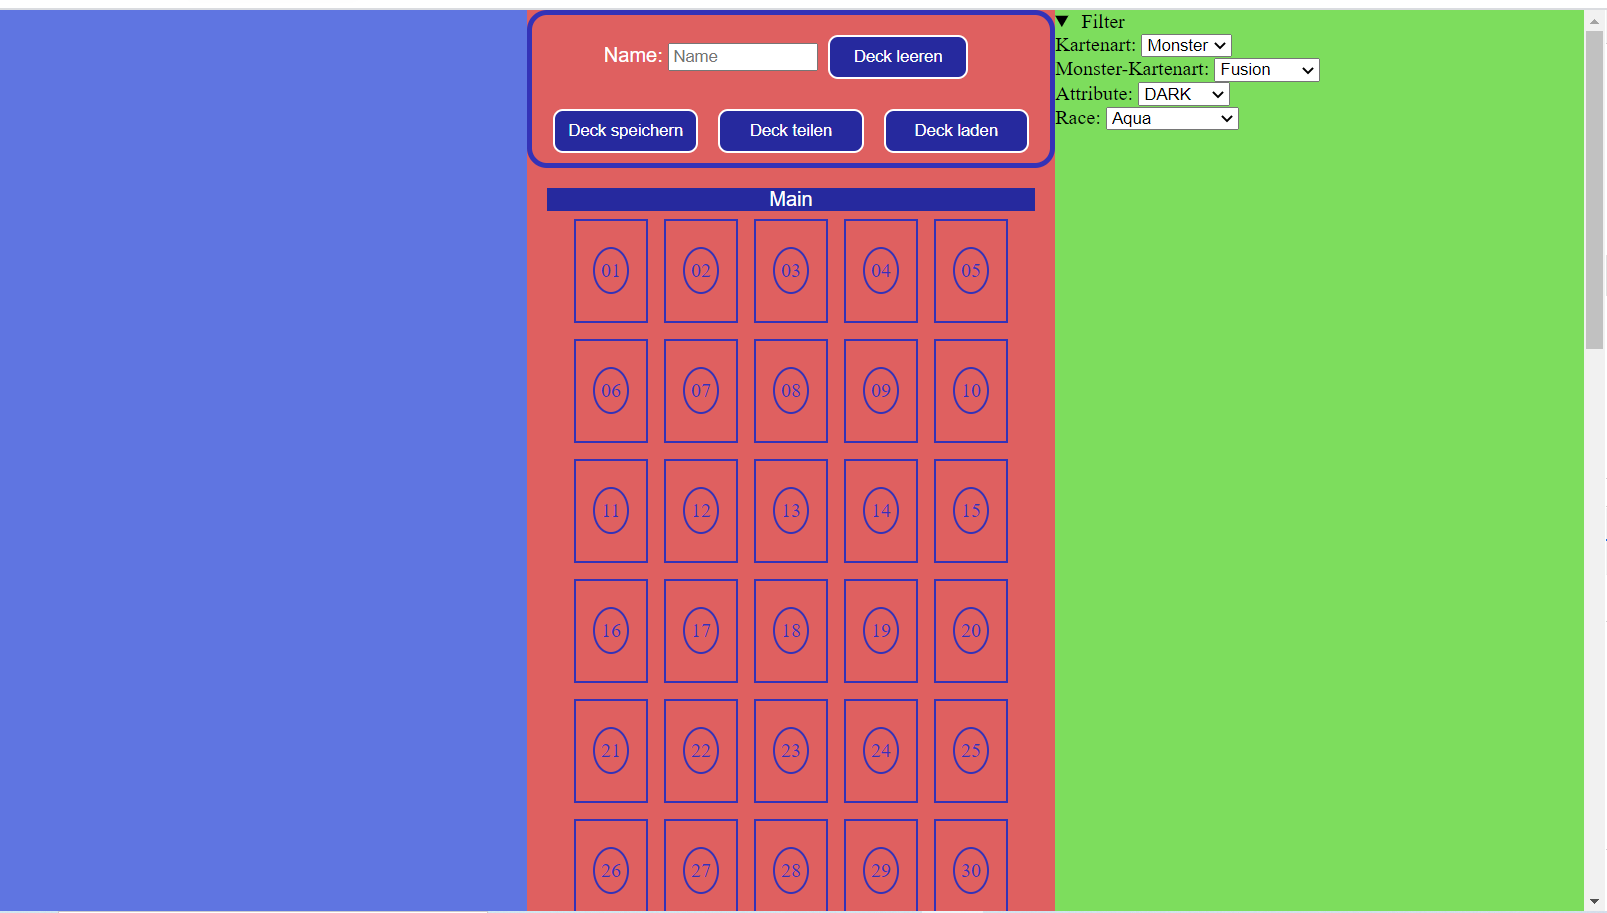 Name: Name Deck leeren
Deck speichern Deck teilen Deck laden
Main
01 02 03 04 05
06 07 08 09 10
11 12 13 14 15
16 17 18 19 20
21 22 23 24 25
26 27 28 29 30
▼ Filter
Kartenart: Monster
Monster-Kartenart: Fusion
Attribute: DARK
Race: Aqua